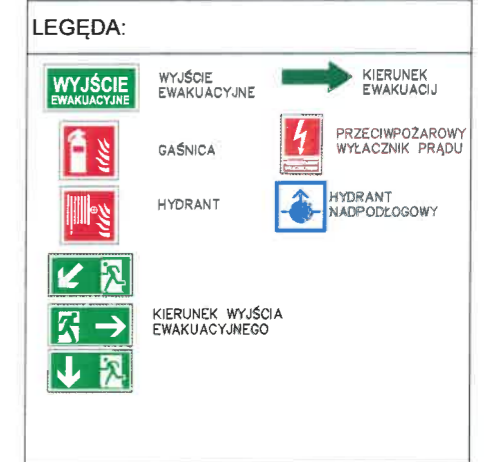 LEGĘDA:
WYJŚCIE
EWAKUACYJNE
WYJŚCIE
EWAKUACYJNE
KIERUNEK
EWAKUACIJ
GAŚNICA
PRZECIWPOŻAROWY
WYŁACZNIK PRĄDU
HYDRANT
HYDRANT
NADPODŁOGOWY
KIERUNEK WYJŚCIA
EWAKUACYJNEGO